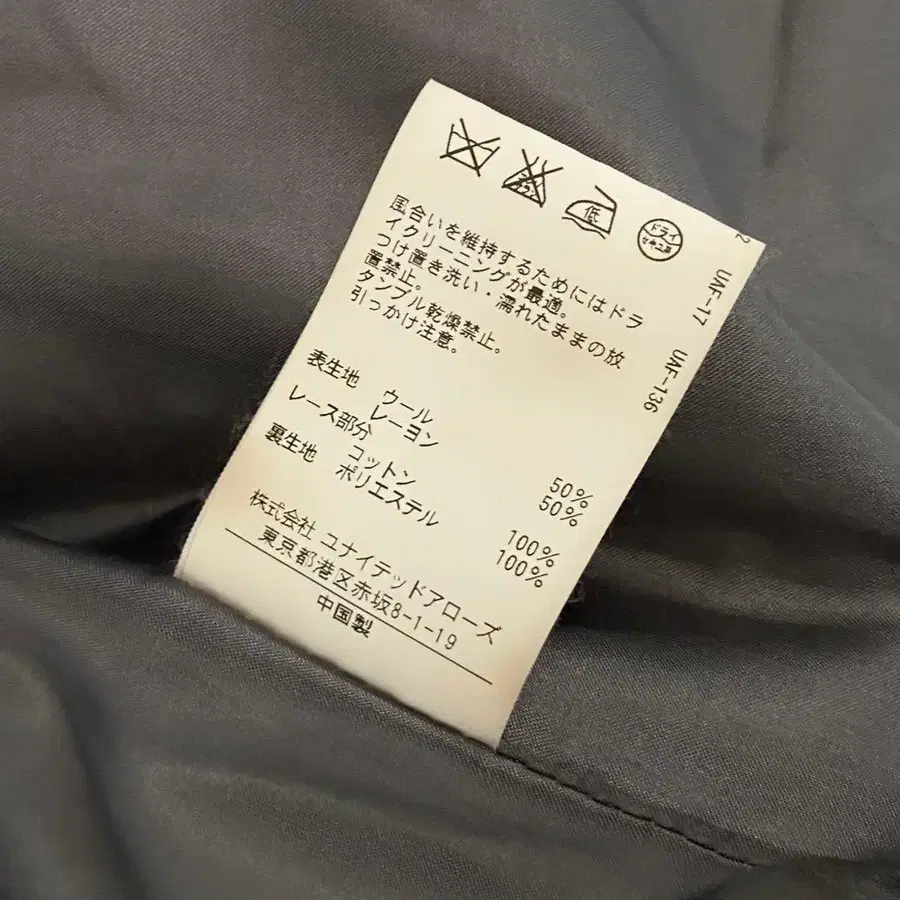 低
ドライ
風合いを維持するためにはドラ
イクリーニングが最適。
つけ置き洗い・濡れたままの放
置禁止。
タンブル乾燥禁止。
引っかけ注意。
表生地 ウール 50%
レーヨン 50%
レース部分
コットン 100%
裏生地 ポリエステル 100%
株式会社 ユナイテッドアローズ
東京都港区赤坂8-1-19
中国製
2 UAF-17 UAF-136